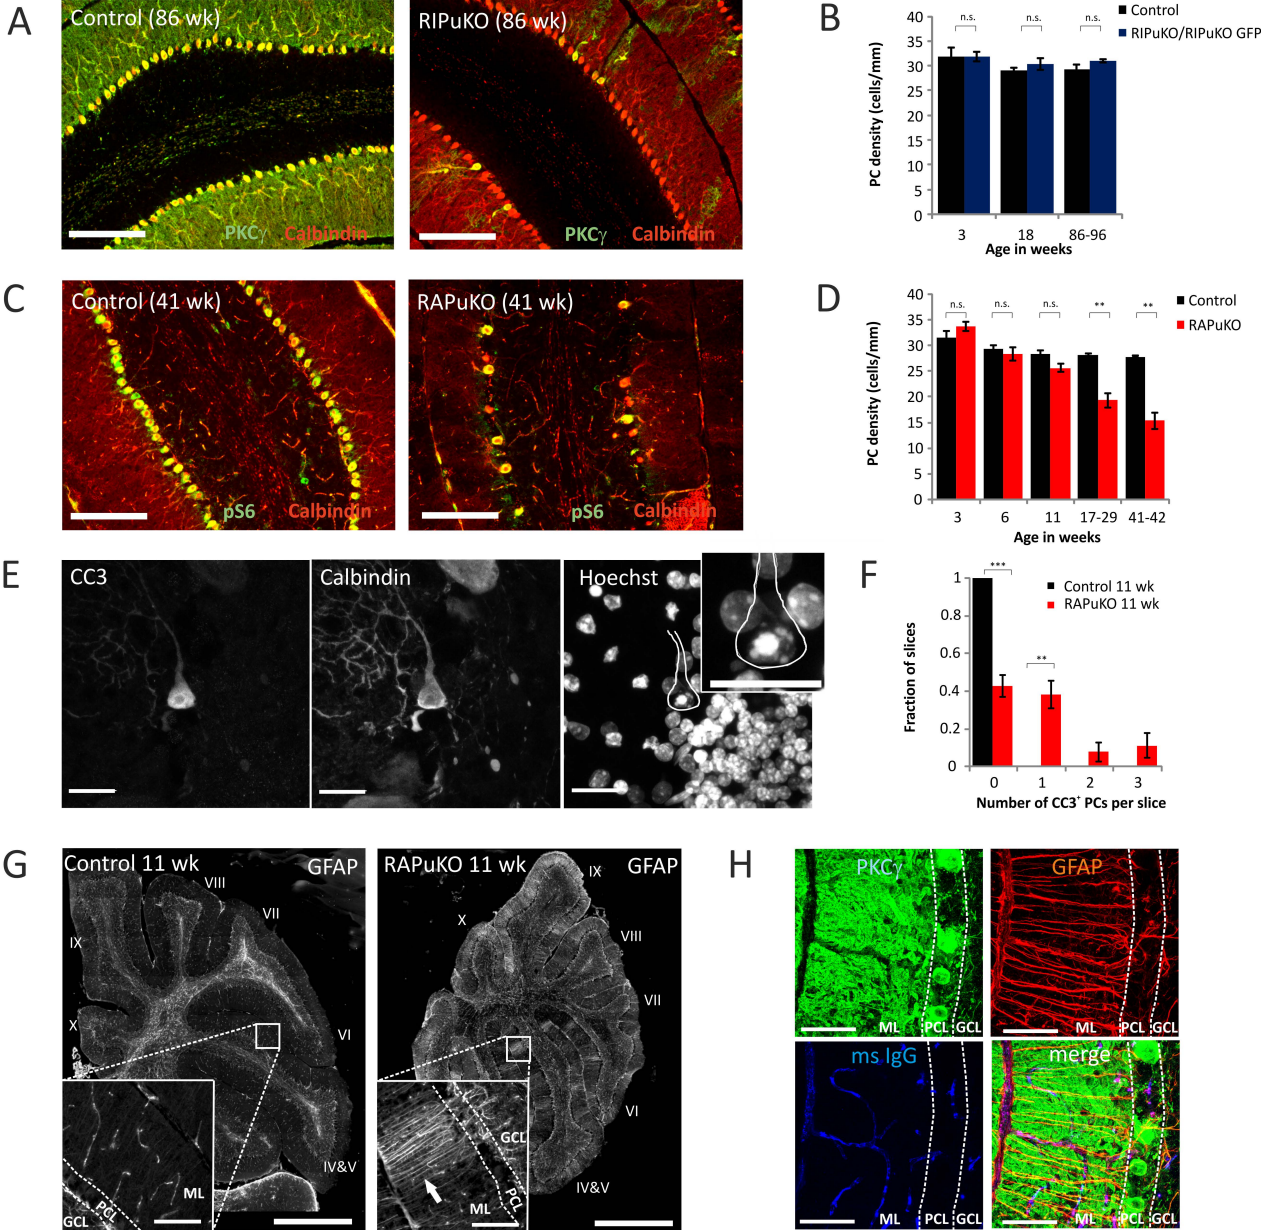 A
Control (86 wk)
PKCγ Calbindin
RIPuKO (86 wk)
PKCγ Calbindin
B
Control
RIPuKO/RIPuKO GFP
n.s. n.s. n.s.
PC density (cells/mm)
40
35
30
25
20
15
10
5
0
3 18 86-96
Age in weeks
C
Control (41 wk)
pS6 Calbindin
RAPuKO (41 wk)
pS6 Calbindin
D
Control
RAPuKO
n.s. n.s. n.s. ** **
PC density (cells/mm)
40
35
30
25
20
15
10
5
0
3 6 11 17-29 41-42
Age in weeks
E
CC3
Calbindin
Hoechst
F
Control 11 wk
RAPuKO 11 wk
***
**
Fraction of slices
1
0.8
0.6
0.4
0.2
0
0 1 2 3
Number of CC3+ PCs per slice
G
Control 11 wk GFAP
VIII
VII
IX
X
VI
IV&V
ML
PCL
GCL
RAPuKO 11 wk GFAP
IX
X
VIII
VII
VI
IV&V
GCL
PCL
ML
H
PKCγ
ML PCL GCL
GFAP
ML PCL GCL
ms IgG
ML PCL GCL
merge
ML PCL GCL